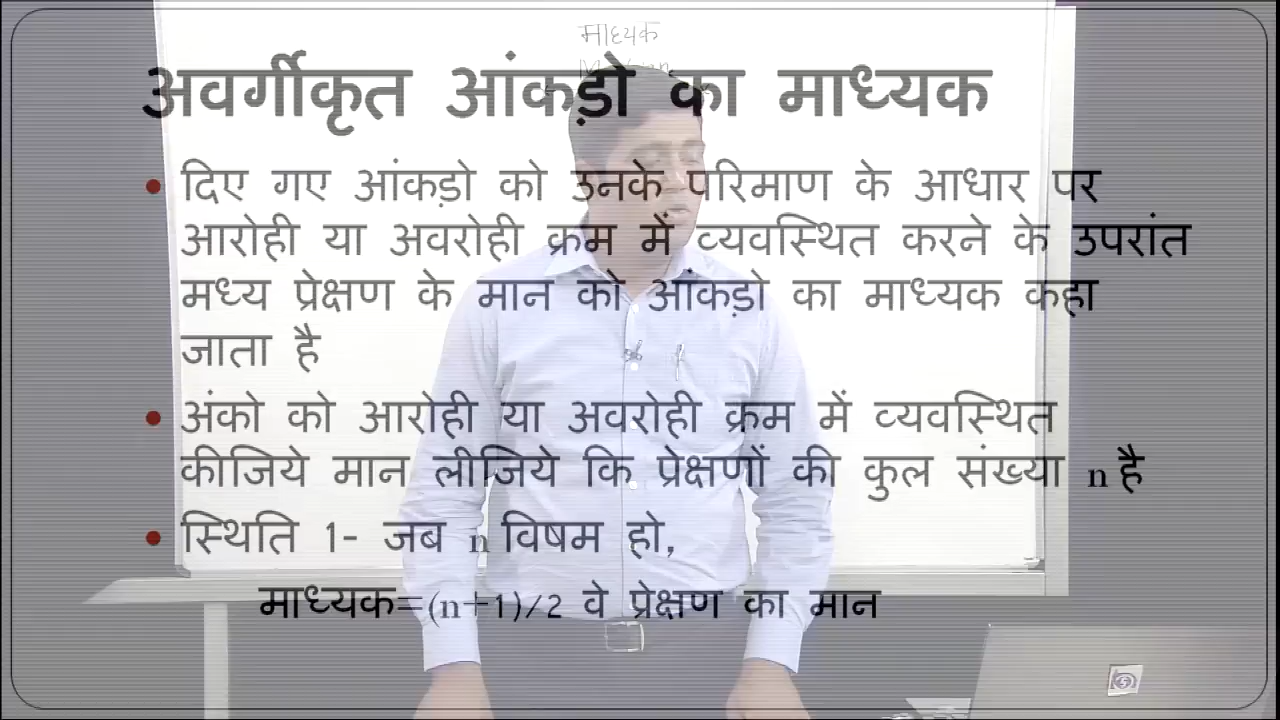 माध्यक
अवर्गीकृत आंकड़ो का माध्यक
दिए गए आंकड़ो को उनके परिमाण के आधार पर
आरोही या अवरोही क्रम में व्यवस्थित करने के उपरांत
मध्य प्रेक्षण के मान को आंकड़ो का माध्यक कहा
जाता है
अंको को आरोही या अवरोही क्रम में व्यवस्थित
कीजिये मान लीजिये कि प्रेक्षणों की कुल संख्या n है
स्थिति 1- जब n विषम हो,
माध्यक=(n+1)/2 वे प्रेक्षण का मान